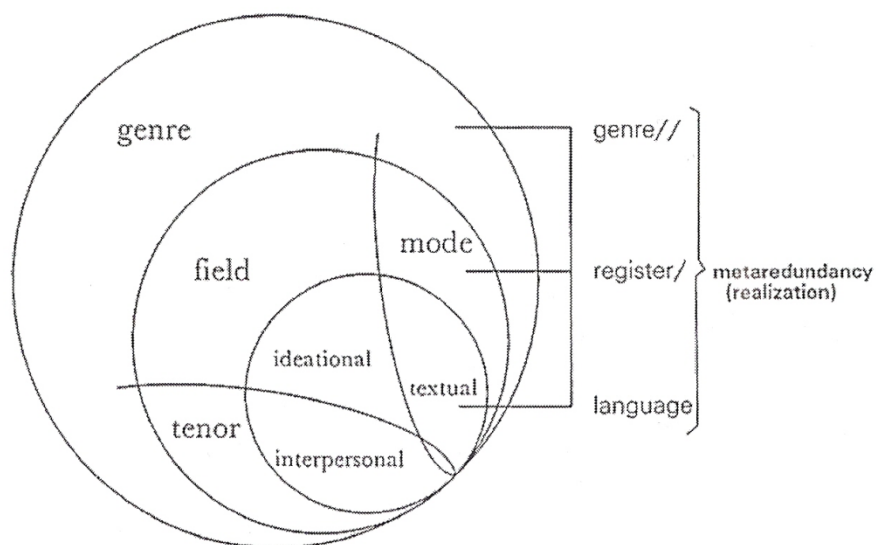 genre
genre//
mode
field
register/
metaredundancy
(realization)
ideational
textual
language
tenor
interpersonal